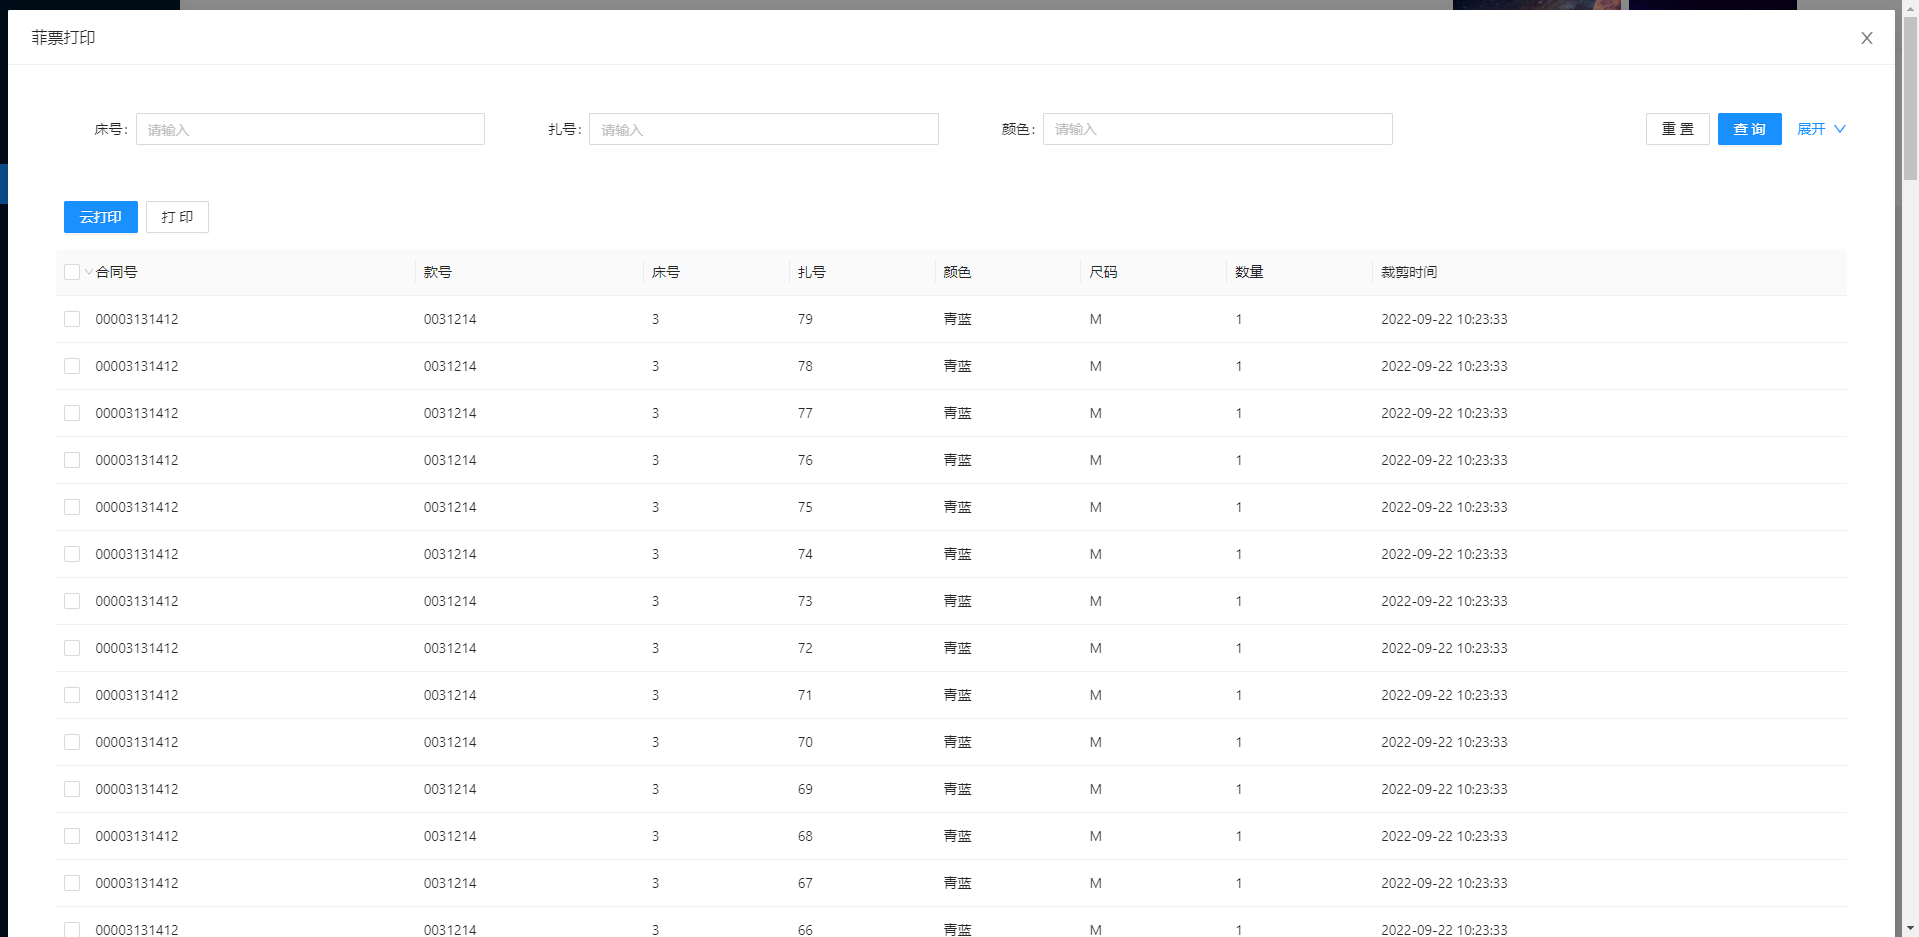 菲票打印
床号: 请输入 扎号: 请输入 颜色: 请输入 重 置 查 询 展开
云打印 打 印
合同号 款号 床号 扎号 颜色 尺码 数量 裁剪时间
00003131412 0031214 3 79 青蓝 M 1 2022-09-22 10:23:33
00003131412 0031214 3 78 青蓝 M 1 2022-09-22 10:23:33
00003131412 0031214 3 77 青蓝 M 1 2022-09-22 10:23:33
00003131412 0031214 3 76 青蓝 M 1 2022-09-22 10:23:33
00003131412 0031214 3 75 青蓝 M 1 2022-09-22 10:23:33
00003131412 0031214 3 74 青蓝 M 1 2022-09-22 10:23:33
00003131412 0031214 3 73 青蓝 M 1 2022-09-22 10:23:33
00003131412 0031214 3 72 青蓝 M 1 2022-09-22 10:23:33
00003131412 0031214 3 71 青蓝 M 1 2022-09-22 10:23:33
00003131412 0031214 3 70 青蓝 M 1 2022-09-22 10:23:33
00003131412 0031214 3 69 青蓝 M 1 2022-09-22 10:23:33
00003131412 0031214 3 68 青蓝 M 1 2022-09-22 10:23:33
00003131412 0031214 3 67 青蓝 M 1 2022-09-22 10:23:33
00003131412 0031214 3 66 青蓝 M 1 2022-09-22 10:23:33